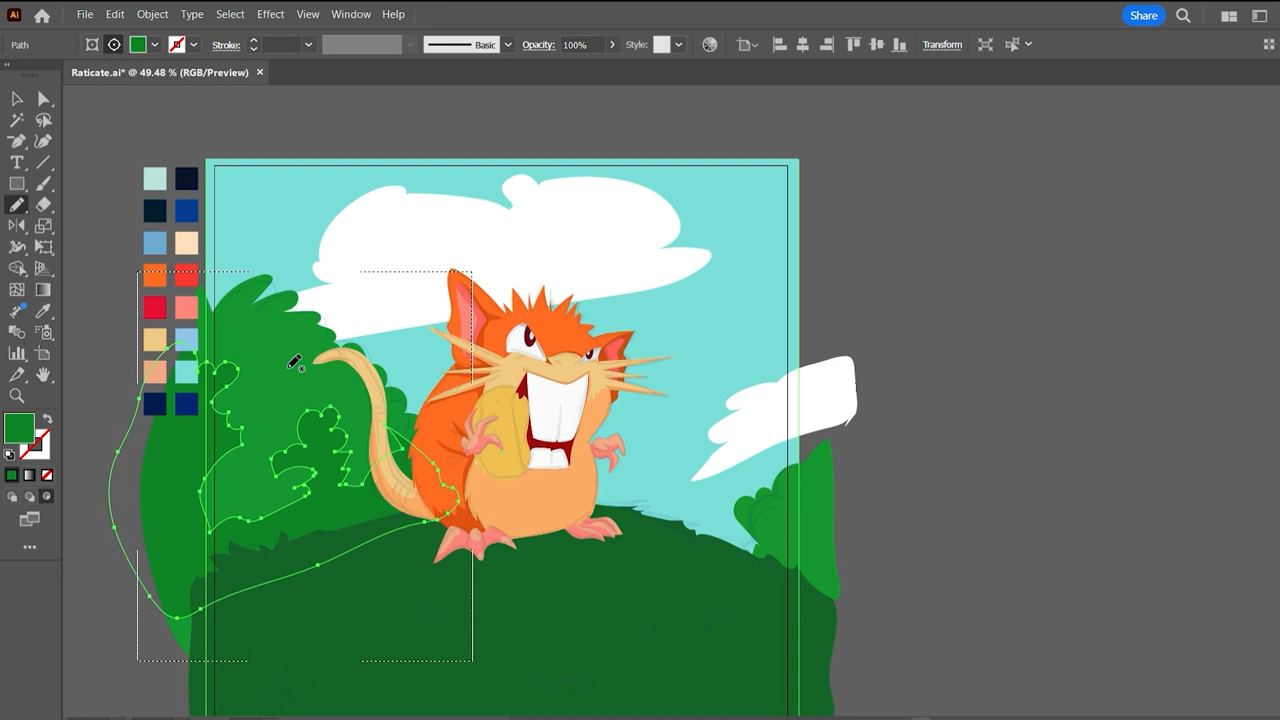 Ai File Edit Object Type Select Effect View Window Help Share
Path Stroke: Basic Opacity: 100% Style: Transform
Raticate.ai* @ 49.48 % (RGB/Preview) ×